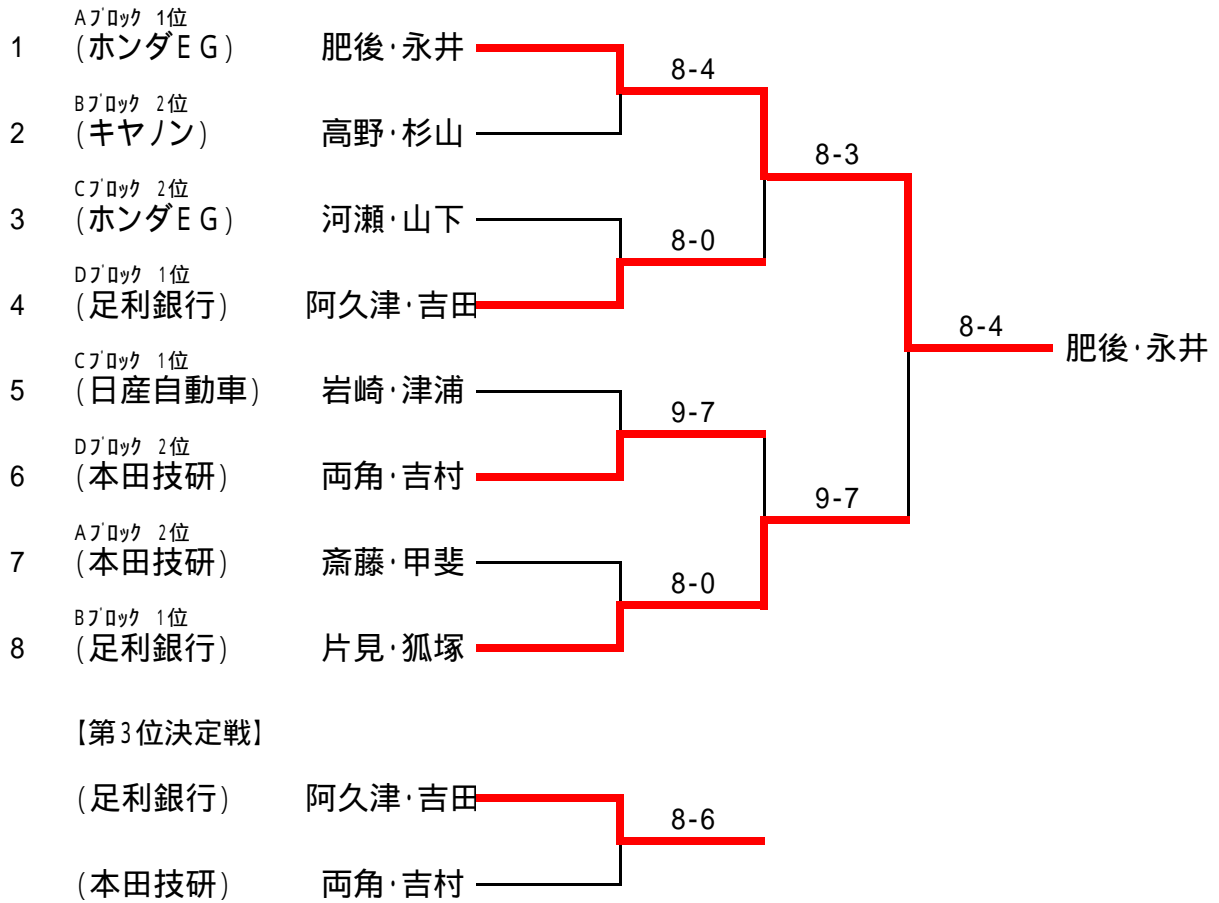 Aブロック 1位
1 (ホンダEG) 肥後・永井
8-4
Bブロック 2位
2 (キヤノン) 高野・杉山
8-3
Cブロック 2位
3 (ホンダEG) 河瀬・山下
8-0
Dブロック 1位
4 (足利銀行) 阿久津・吉田
8-4 肥後・永井
Cブロック 1位
5 (日産自動車) 岩崎・津浦
9-7
Dブロック 2位
6 (本田技研) 両角・吉村
9-7
Aブロック 2位
7 (本田技研) 斎藤・甲斐
8-0
Bブロック 1位
8 (足利銀行) 片見・狐塚
【第3位決定戦】
(足利銀行) 阿久津・吉田
8-6
(本田技研) 両角・吉村